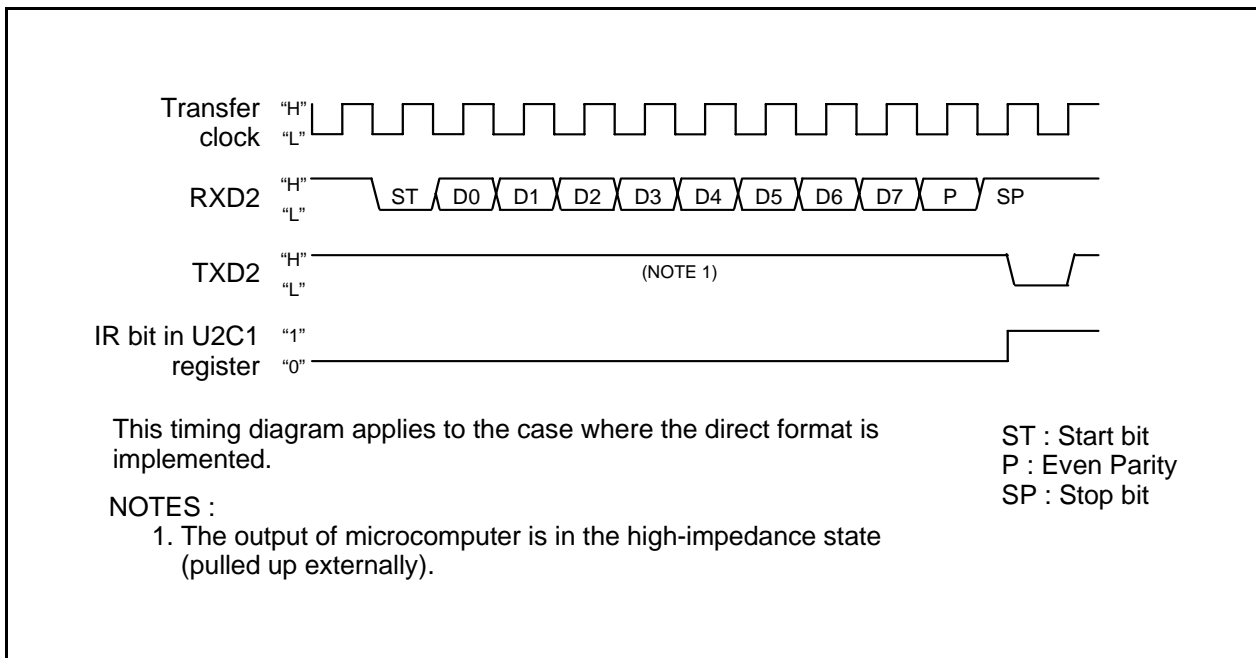 Transfer “H”
clock “L”
“H”
RXD2 ST D0 D1 D2 D3 D4 D5 D6 D7 P SP
“L”
“H”
TXD2 (NOTE 1)
“L”
IR bit in U2C1 “1”
register “0”
This timing diagram applies to the case where the direct format is
implemented.
ST : Start bit
P : Even Parity
SP : Stop bit
NOTES :
1. The output of microcomputer is in the high-impedance state
(pulled up externally).